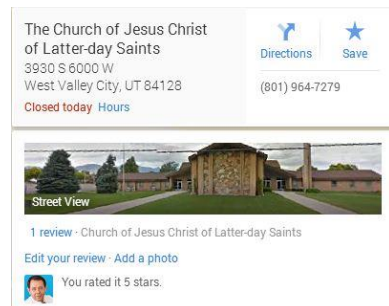 The Church of Jesus Christ
of Latter-day Saints
3930 S 6000 W
West Valley City, UT 84128
Closed today Hours
Directions Save
(801) 964-7279
Street View
1 review · Church of Jesus Christ of Latter-day Saints
Edit your review · Add a photo
You rated it 5 stars.